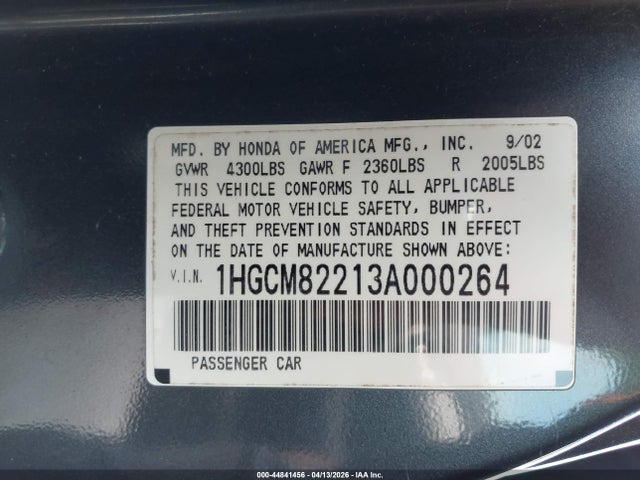 MFD. BY HONDA OF AMERICA MFG., INC. 9/02
GVWR 4300LBS GAWR F 2360LBS R 2005LBS
THIS VEHICLE CONFORMS TO ALL APPLICABLE
FEDERAL MOTOR VEHICLE SAFETY, BUMPER,
AND THEFT PREVENTION STANDARDS IN EFFECT
ON THE DATE OF MANUFACTURE SHOWN ABOVE:
V.I.N. 1HGCM82213A000264
PASSENGER CAR
000-44841456 - 04/13/2026 - IAA Inc.